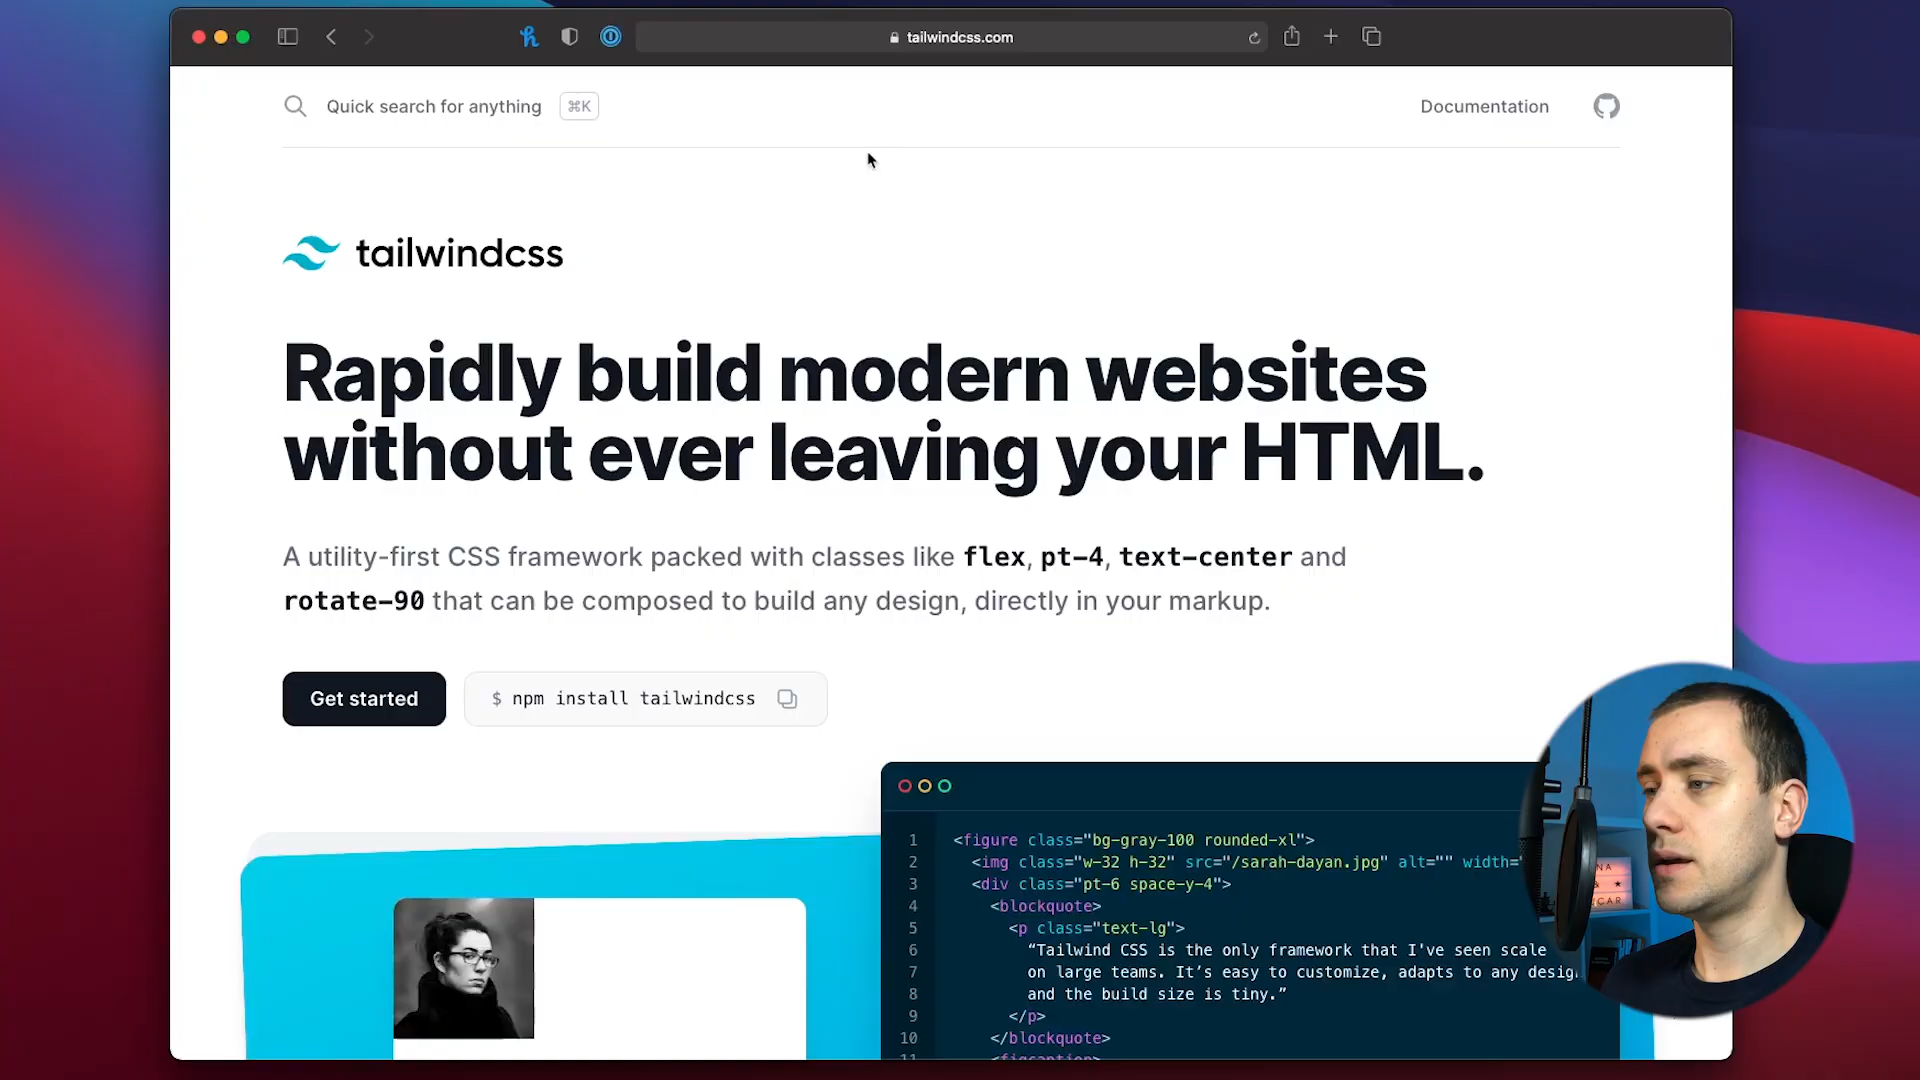 tailwindcss.com
Quick search for anything ⌘K
Documentation
tailwindcss
Rapidly build modern websites
without ever leaving your HTML.
A utility-first CSS framework packed with classes like flex, pt-4, text-center and
rotate-90 that can be composed to build any design, directly in your markup.
Get started
$ npm install tailwindcss
1 <figure class="bg-gray-100 rounded-xl">
2 <img class="w-32 h-32" src="/sarah-dayan.jpg" alt="" width="
3 <div class="pt-6 space-y-4">
4 <blockquote>
5 <p class="text-lg">
6 “Tailwind CSS is the only framework that I've seen scale
7 on large teams. It’s easy to customize, adapts to any design,
8 and the build size is tiny.”
9 </p>
10 </blockquote>
11 <figcaption>